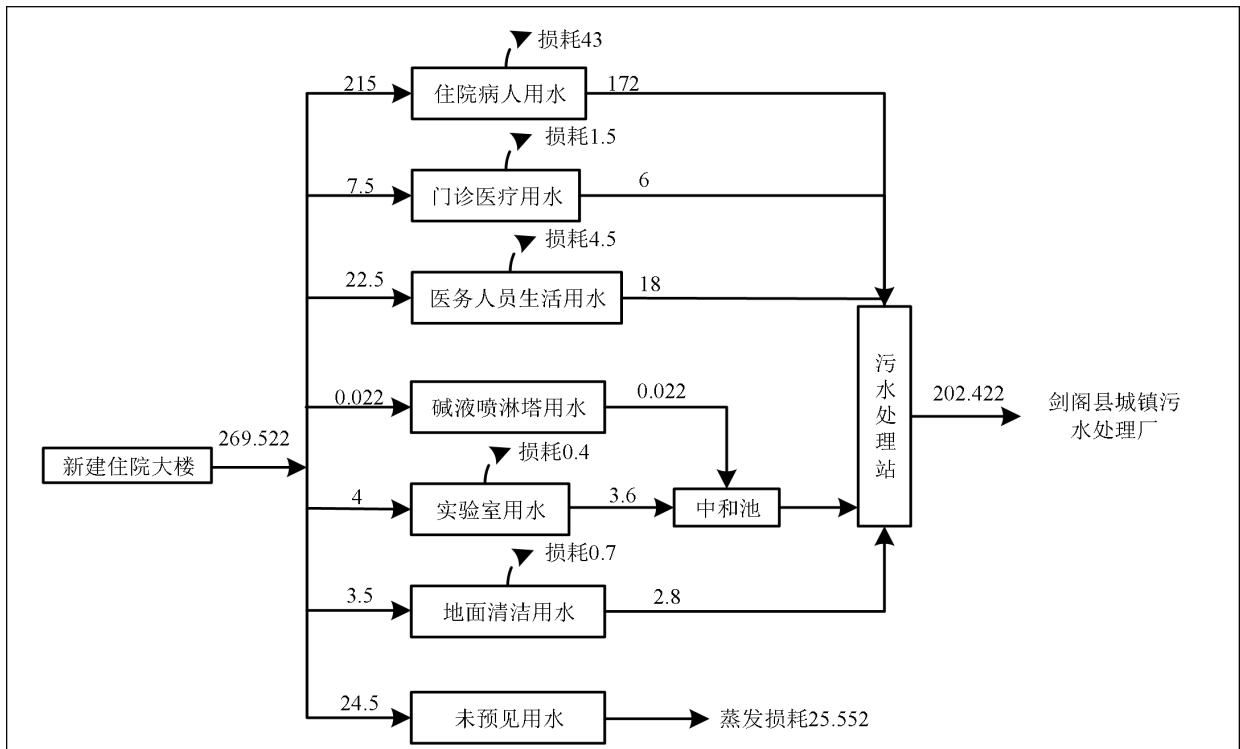 损耗43
215
住院病人用水
172
损耗1.5
7.5
门诊医疗用水
6
损耗4.5
22.5
医务人员生活用水
18
0.022
碱液喷淋塔用水
0.022
污水处理站
202.422
剑阁县城镇污
水处理厂
新建住院大楼
269.522
损耗0.4
4
实验室用水
3.6
中和池
损耗0.7
3.5
地面清洁用水
2.8
24.5
未预见用水
蒸发损耗25.552